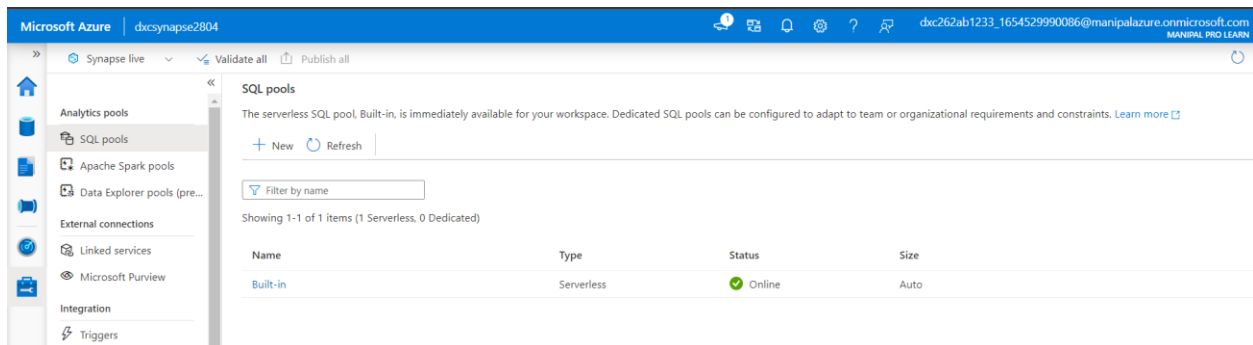 Microsoft Azure | dxcsynapse2804
1
dxc262ab1233_1654529990086@manipalazure.onmicrosoft.com
MANIPAL PRO LEARN
Synapse live
Validate all
Publish all
Analytics pools
SQL pools
Apache Spark pools
Data Explorer pools (pre...
External connections
Linked services
Microsoft Purview
Integration
Triggers
SQL pools
The serverless SQL pool, Built-in, is immediately available for your workspace. Dedicated SQL pools can be configured to adapt to team or organizational requirements and constraints. Learn more
New Refresh
Filter by name
Showing 1-1 of 1 items (1 Serverless, 0 Dedicated)
Name Type Status Size
Built-in Serverless Online Auto